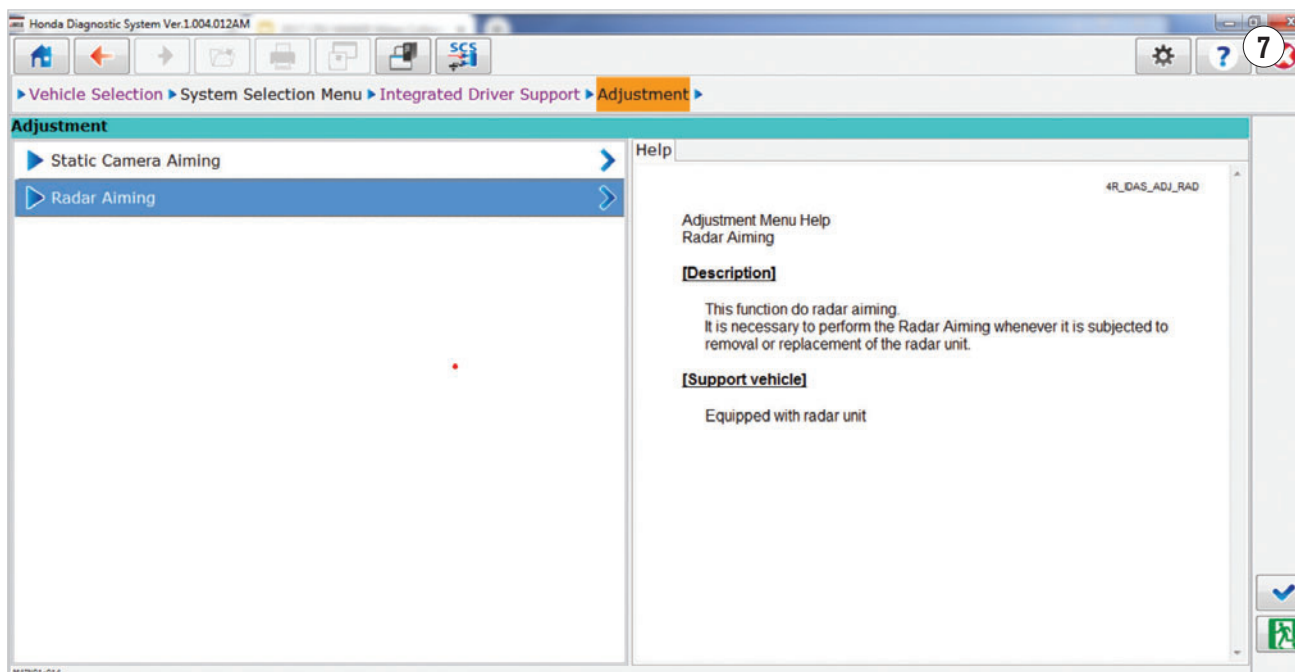 Honda Diagnostic System Ver.1.004.012AM
SCS
?
7
Vehicle Selection System Selection Menu Integrated Driver Support Adjustment
Adjustment
Static Camera Aiming
Radar Aiming
Help
4R_IDAS_ADJ_RAD
Adjustment Menu Help
Radar Aiming
[Description]
This function do radar aiming.
It is necessary to perform the Radar Aiming whenever it is subjected to
removal or replacement of the radar unit.
[Support vehicle]
Equipped with radar unit